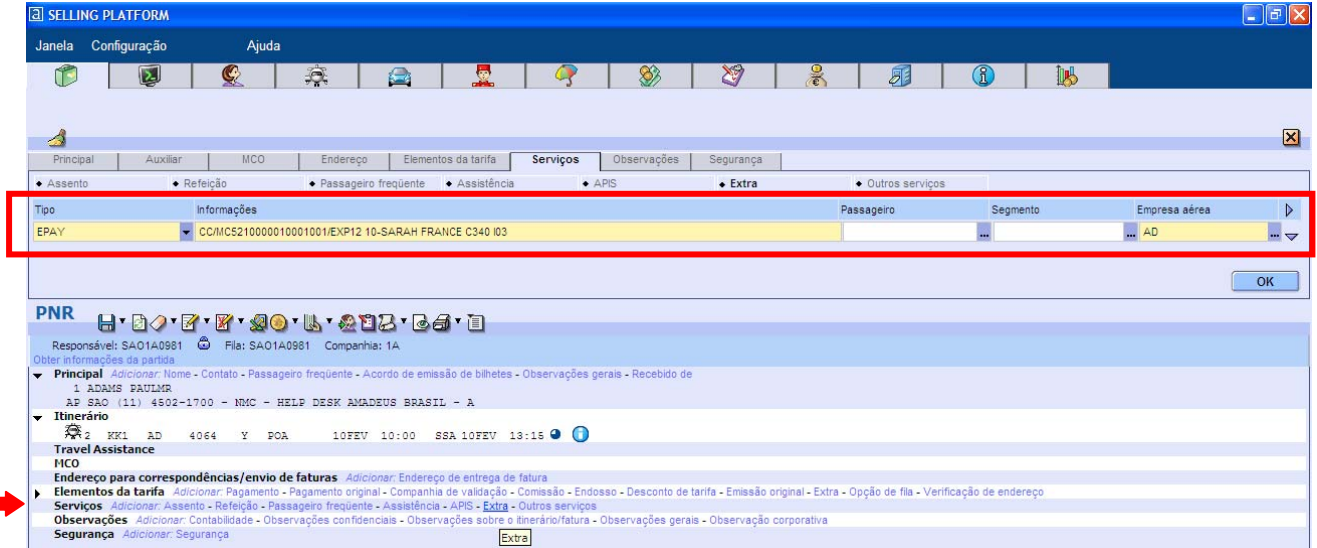 a SELLING PLATFORM
Janela Configuração Ajuda
Principal Auxiliar MCO Endereço Elementos da tarifa Serviços Observações Segurança
Assento Refeição Passageiro freqüente Assistência APIS Extra Outros serviços
Tipo Informações Passageiro Segmento Empresa aérea
EPAY CC/MC5210000010001001/EXP12 10-SARAH FRANCE C340 I03 ... ... AD ...
OK
PNR
Responsável: SAO1A0981 Fila: SAO1A0981 Companhia: 1A
Obter informações da partida
Principal Adicionar: Nome - Contato - Passageiro freqüente - Acordo de emissão de bilhetes - Observações gerais - Recebido de
1 ADAMS PAULMR
AP SAO (11) 4502-1700 - NMC - HELP DESK AMADEUS BRASIL - A
Itinerário
2 KK1 AD 4064 Y POA 10FEV 10:00 SSA 10FEV 13:15
Travel Assistance
MCO
Endereço para correspondências/envio de faturas Adicionar: Endereço de entrega de fatura
Elementos da tarifa Adicionar: Pagamento - Pagamento original - Companhia de validação - Comissão - Endosso - Desconto de tarifa - Emissão original - Extra - Opção de fila - Verificação de endereço
Serviços Adicionar: Assento - Refeição - Passageiro freqüente - Assistência - APIS - Extra - Outros serviços
Observações Adicionar: Contabilidade - Observações confidenciais - Observações sobre o itinerário/fatura - Observações gerais - Observação corporativa
Segurança Adicionar: Segurança
Extra